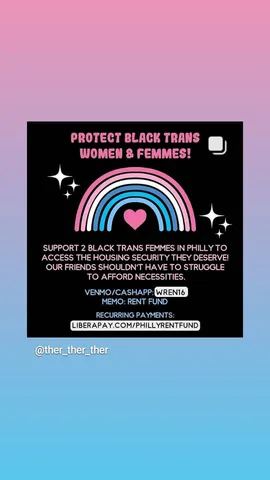 PROTECT BLACK TRANS
WOMEN & FEMMES!
SUPPORT 2 BLACK TRANS FEMMES IN PHILLY TO
ACCESS THE HOUSING SECURITY THEY DESERVE!
OUR FRIENDS SHOULDN'T HAVE TO STRUGGLE
TO AFFORD NECESSITIES.
VENMO/CASHAPP: WREN16
MEMO: RENT FUND
RECURRING PAYMENTS:
LIBERAPAY.COM/PHILLYRENTFUND
@ther_ther_ther